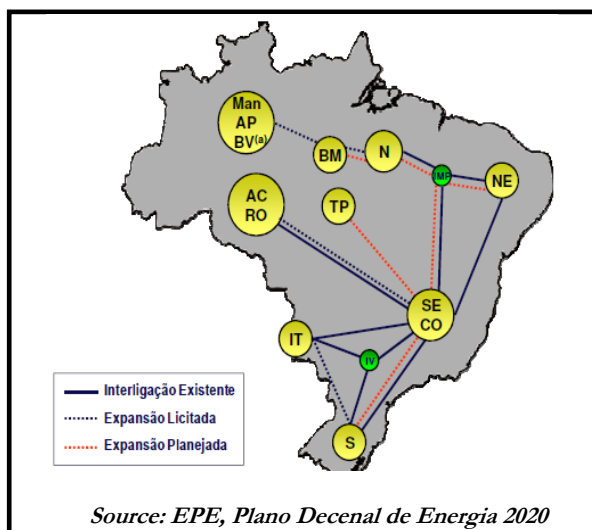 Man
AP
BV(a)
BM
N
IMP
NE
AC
RO
TP
SE
CO
IT
IV
S
Interligação Existente
Expansão Licitada
Expansão Planejada
Source: EPE, Plano Decenal de Energia 2020